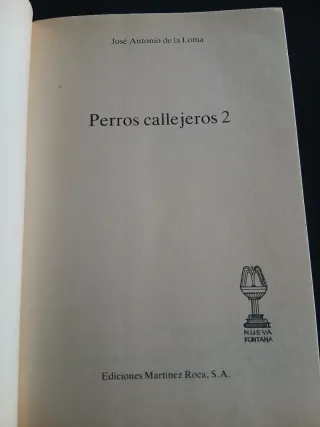 José Antonio de la Loma
Perros callejeros 2
NUEVA
FONTANA
Ediciones Martínez Roca, S. A.